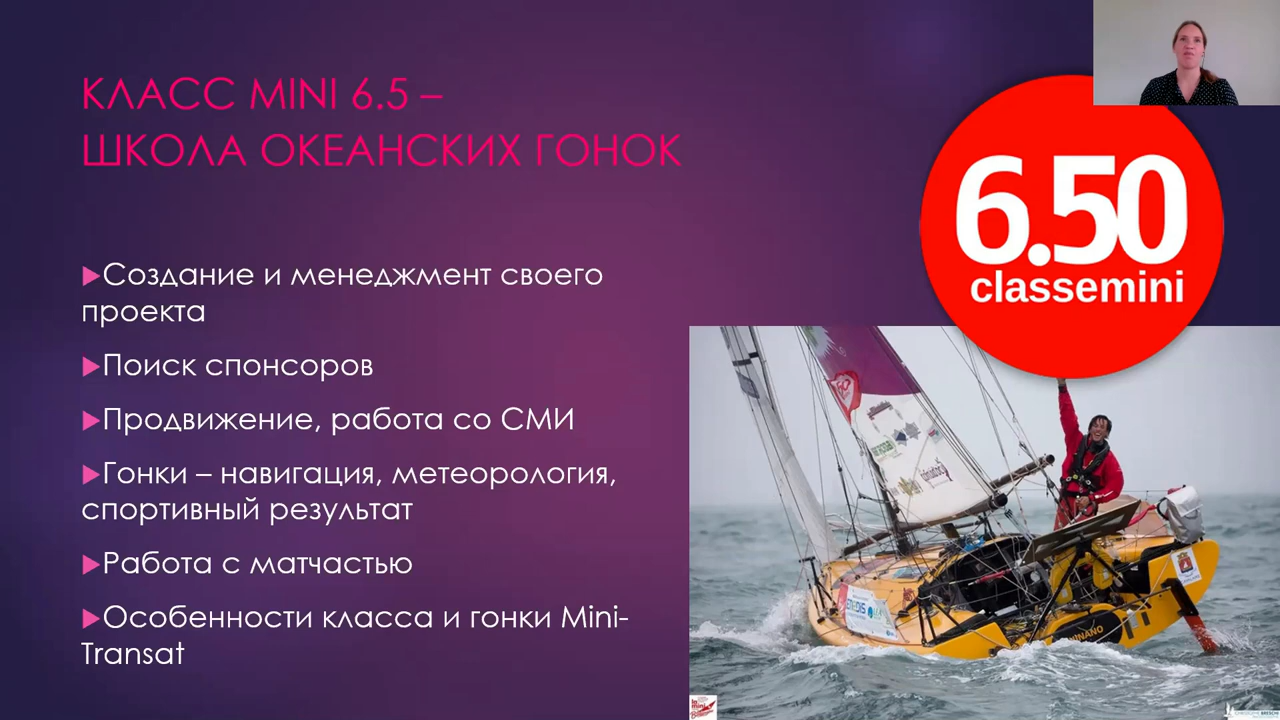 КЛАСС MINI 6.5 –
ШКОЛА ОКЕАНСКИХ ГОНОК
6.50
classemini
Создание и менеджмент своего
проекта
Поиск спонсоров
Продвижение, работа со СМИ
Гонки – навигация, метеорология,
спортивный результат
Работа с матчастью
Особенности класса и гонки Mini-
Transat